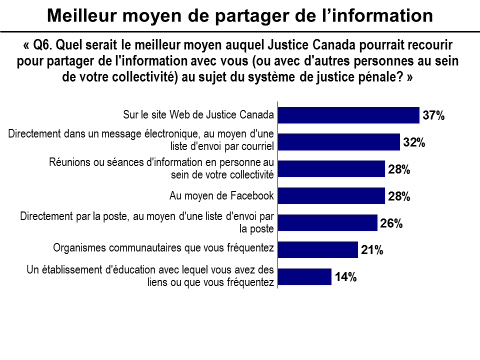 Meilleur moyen de partager de l'information
« Q6. Quel serait le meilleur moyen auquel Justice Canada pourrait recourir
pour partager de l'information avec vous (ou avec d'autres personnes au sein
de votre collectivité) au sujet du système de justice pénale? »
Sur le site Web de Justice Canada 37%
Directement dans un message électronique, au moyen d'une
liste d'envoi par courriel 32%
Réunions ou séances d'information en personne au
sein de votre collectivité 28%
Au moyen de Facebook 28%
Directement par la poste, au moyen d'une liste d'envoi par
la poste 26%
Organismes communautaires que vous fréquentez 21%
Un établissement d'éducation avec lequel vous avez des
liens ou que vous fréquentez 14%